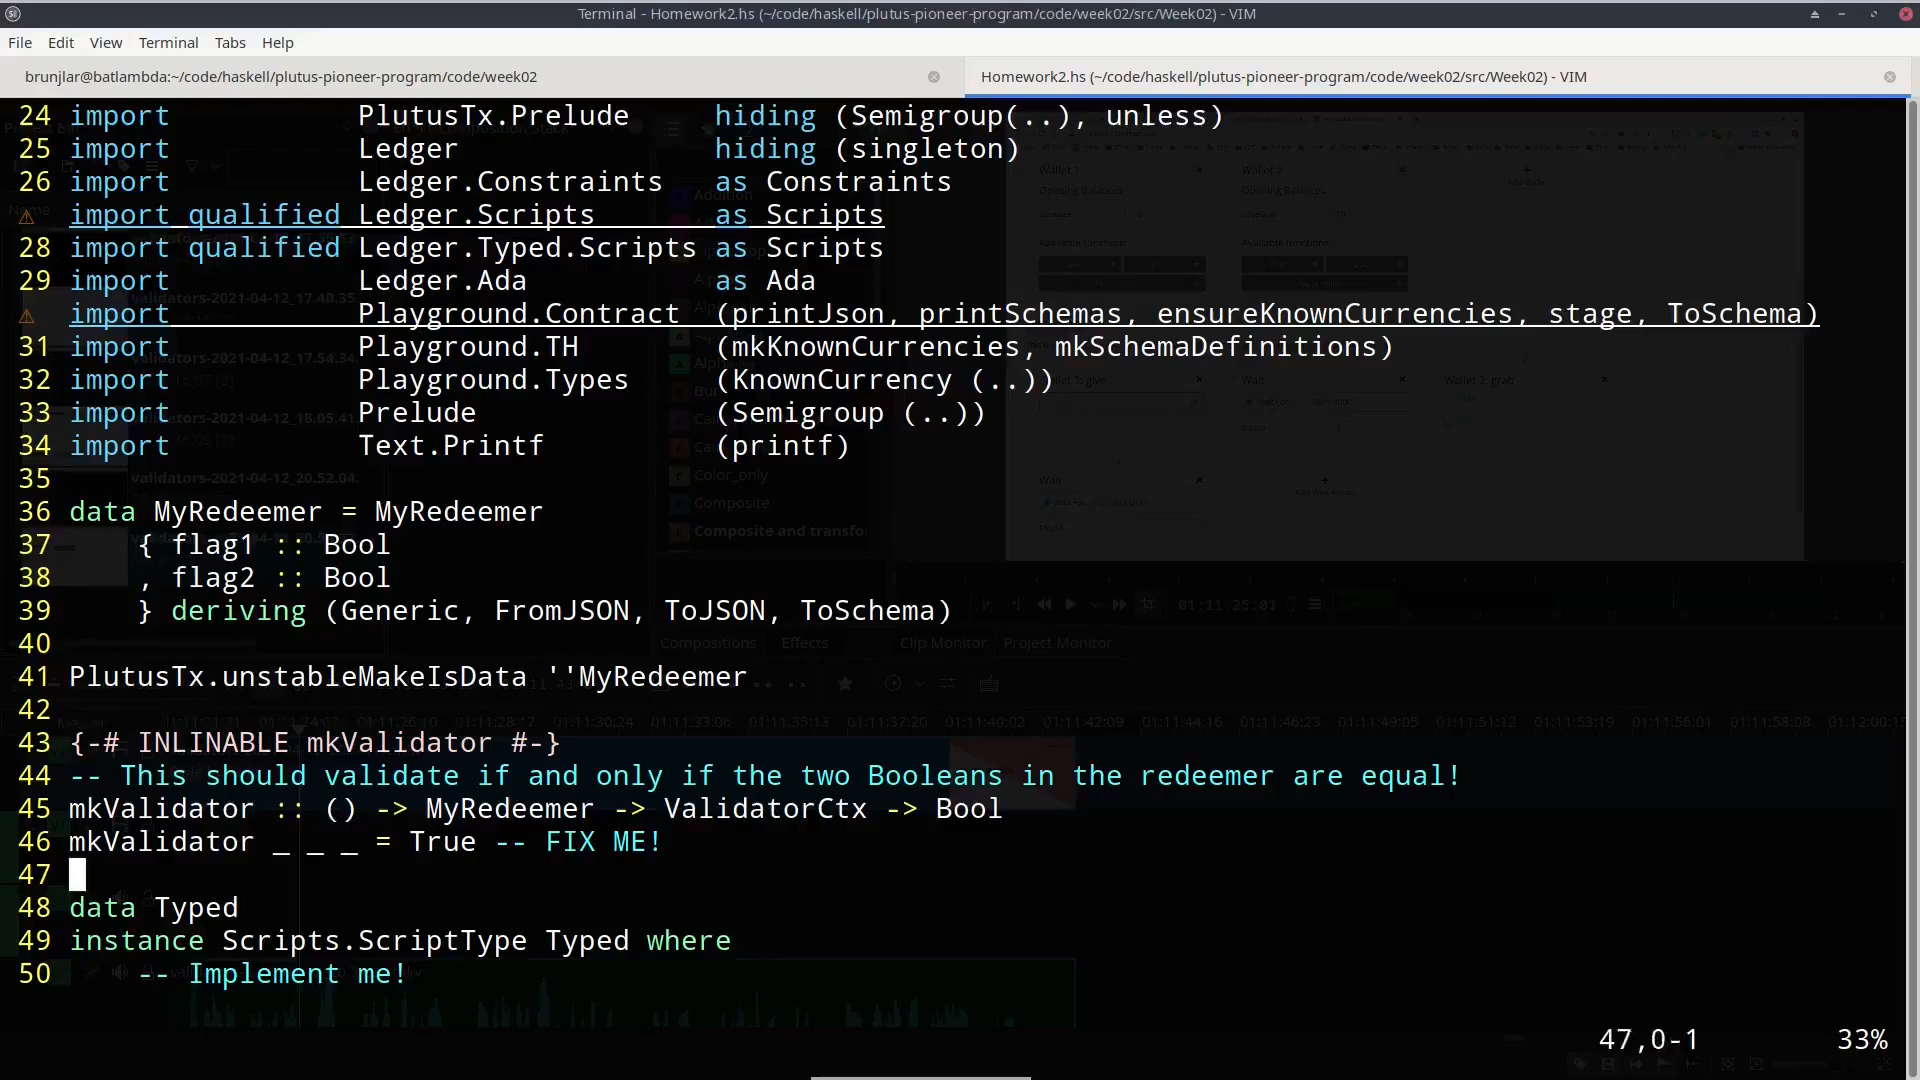 Terminal - Homework2.hs (~/code/haskell/plutus-pioneer-program/code/week02/src/Week02) - VIM
File Edit View Terminal Tabs Help
brunjlar@batlambda:~/code/haskell/plutus-pioneer-program/code/week02
Homework2.hs (~/code/haskell/plutus-pioneer-program/code/week02/src/Week02) - VIM
24 import PlutusTx.Prelude hiding (Semigroup(..), unless)
25 import Ledger hiding (singleton)
26 import Ledger.Constraints as Constraints
import qualified Ledger.Scripts as Scripts
28 import qualified Ledger.Typed.Scripts as Scripts
29 import Ledger.Ada as Ada
import Playground.Contract (printJson, printSchemas, ensureKnownCurrencies, stage, ToSchema)
31 import Playground.TH (mkKnownCurrencies, mkSchemaDefinitions)
32 import Playground.Types (KnownCurrency (..))
33 import Prelude (Semigroup (..))
34 import Text.Printf (printf)
35
36 data MyRedeemer = MyRedeemer
37 { flag1 :: Bool
38 , flag2 :: Bool
39 } deriving (Generic, FromJSON, ToJSON, ToSchema)
40
41 PlutusTx.unstableMakeIsData ''MyRedeemer
42
43 {-# INLINABLE mkValidator #-}
44 -- This should validate if and only if the two Booleans in the redeemer are equal!
45 mkValidator :: () -> MyRedeemer -> ValidatorCtx -> Bool
46 mkValidator _ _ _ = True -- FIX ME!
47
48 data Typed
49 instance Scripts.ScriptType Typed where
50 -- Implement me!
47,0-1 33%